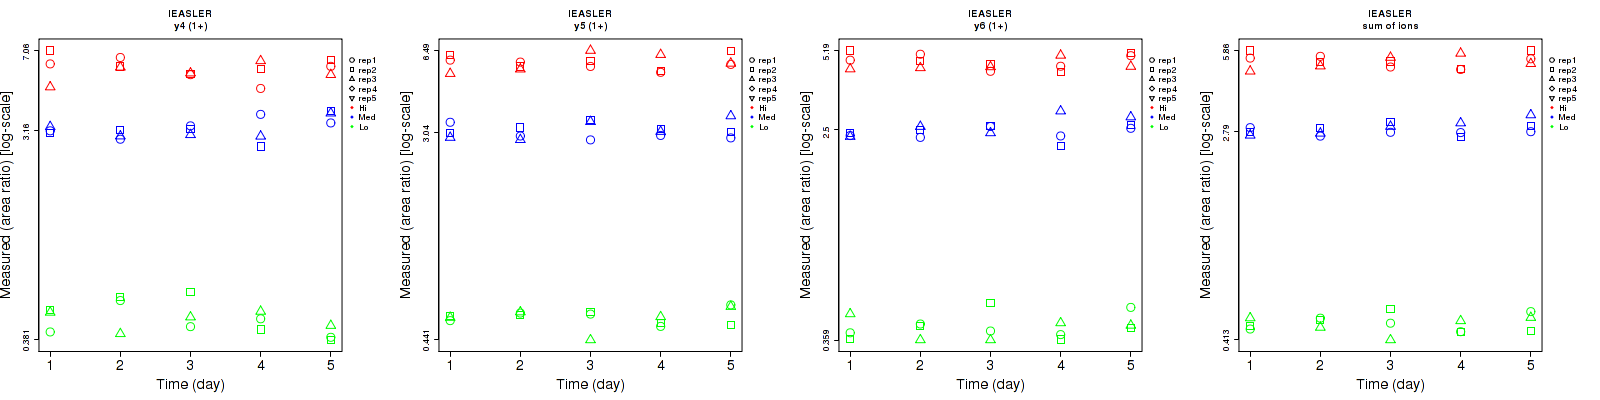 IEASLER
y4 (1+)
Measured (area ratio) [log-scale]
7.06
3.16
0.381
1 2 3 4 5
Time (day)
rep1
rep2
rep3
rep4
rep5
Hi
Med
Lo
IEASLER
y5 (1+)
Measured (area ratio) [log-scale]
6.49
3.04
0.441
1 2 3 4 5
Time (day)
rep1
rep2
rep3
rep4
rep5
Hi
Med
Lo
IEASLER
y6 (1+)
Measured (area ratio) [log-scale]
5.19
2.5
0.359
1 2 3 4 5
Time (day)
rep1
rep2
rep3
rep4
rep5
Hi
Med
Lo
IEASLER
sum of ions
Measured (area ratio) [log-scale]
5.86
2.79
0.413
1 2 3 4 5
Time (day)
rep1
rep2
rep3
rep4
rep5
Hi
Med
Lo